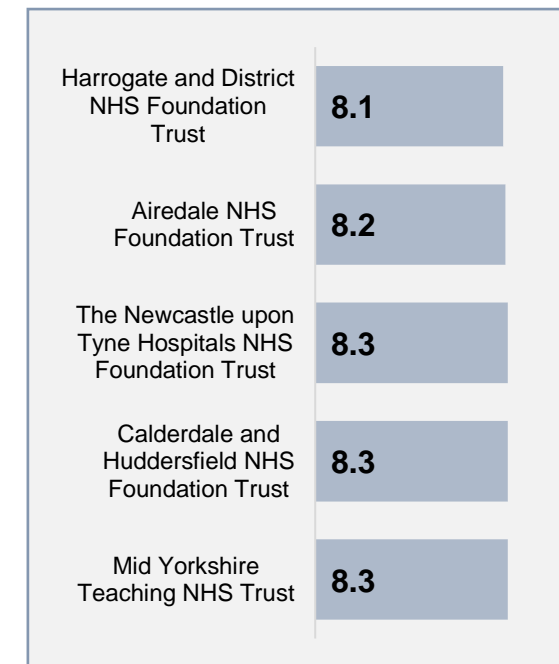 Harrogate and District
NHS Foundation
Trust
8.1
Airedale NHS
Foundation Trust
8.2
The Newcastle upon
Tyne Hospitals NHS
Foundation Trust
8.3
Calderdale and
Huddersfield NHS
Foundation Trust
8.3
Mid Yorkshire
Teaching NHS Trust
8.3